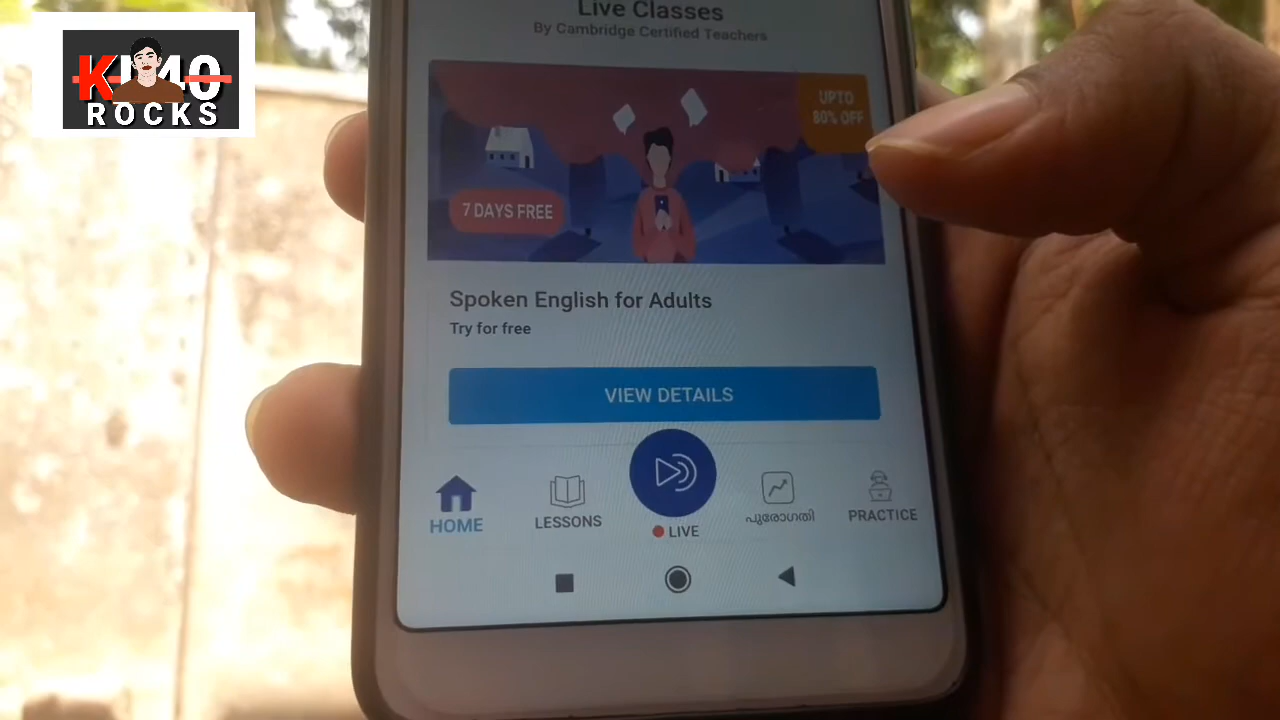 KL40
ROCKS
Live Classes
By Cambridge Certified Teachers
UPTO
80% OFF
7 DAYS FREE
Spoken English for Adults
Try for free
VIEW DETAILS
HOME
LESSONS
LIVE
പുരോഗതി
PRACTICE